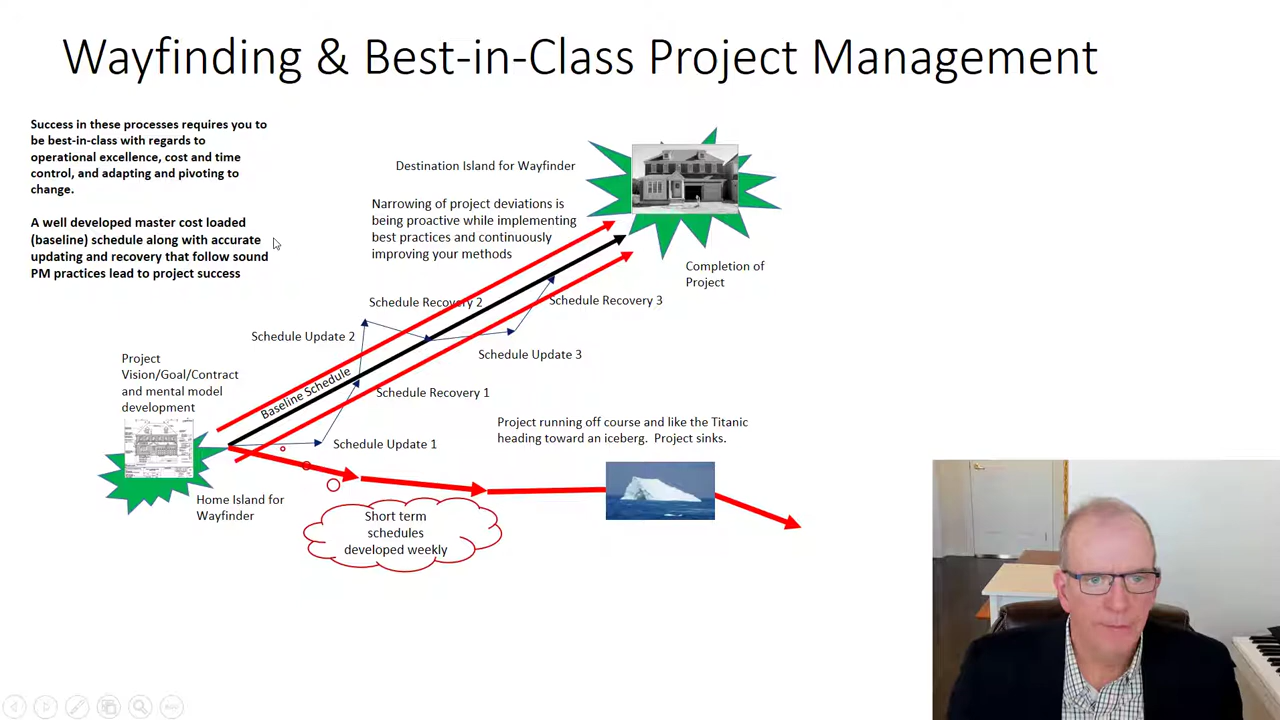 Wayfinding & Best-in-Class Project Management
Success in these processes requires you to
be best-in-class with regards to
operational excellence, cost and time
control, and adapting and pivoting to
change.
A well developed master cost loaded
(baseline) schedule along with accurate
updating and recovery that follow sound
PM practices lead to project success
Destination Island for Wayfinder
Narrowing of project deviations is
being proactive while implementing
best practices and continuously
improving your methods
Completion of
Project
Schedule Recovery 2
Schedule Recovery 3
Schedule Update 2
Schedule Update 3
Project
Vision/Goal/Contract
and mental model
development
Baseline Schedule
Schedule Recovery 1
Schedule Update 1
Project running off course and like the Titanic
heading toward an iceberg.  Project sinks.
Home Island for
Wayfinder
Short term
schedules
developed weekly